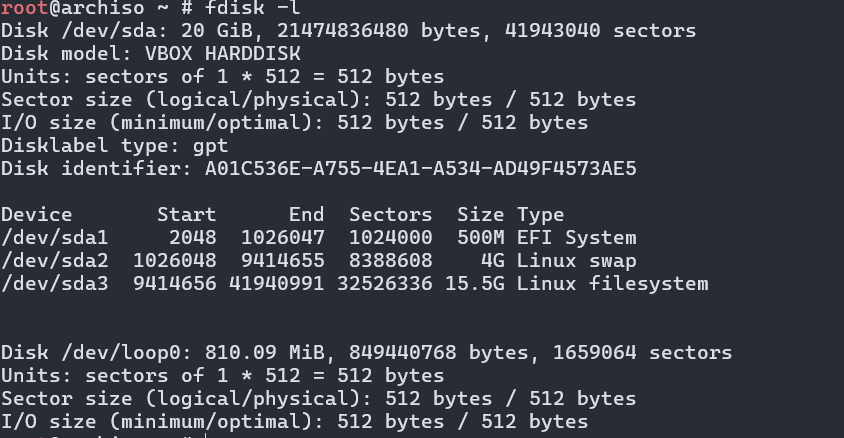 root@archiso ~ # fdisk -l
Disk /dev/sda: 20 GiB, 21474836480 bytes, 41943040 sectors
Disk model: VBOX HARDDISK
Units: sectors of 1 * 512 = 512 bytes
Sector size (logical/physical): 512 bytes / 512 bytes
I/O size (minimum/optimal): 512 bytes / 512 bytes
Disklabel type: gpt
Disk identifier: A01C536E-A755-4EA1-A534-AD49F4573AE5
Device Start End Sectors Size Type
/dev/sda1 2048 1026047 1024000 500M EFI System
/dev/sda2 1026048 9414655 8388608 4G Linux swap
/dev/sda3 9414656 41940991 32526336 15.5G Linux filesystem
Disk /dev/loop0: 810.09 MiB, 849440768 bytes, 1659064 sectors
Units: sectors of 1 * 512 = 512 bytes
Sector size (logical/physical): 512 bytes / 512 bytes
I/O size (minimum/optimal): 512 bytes / 512 bytes